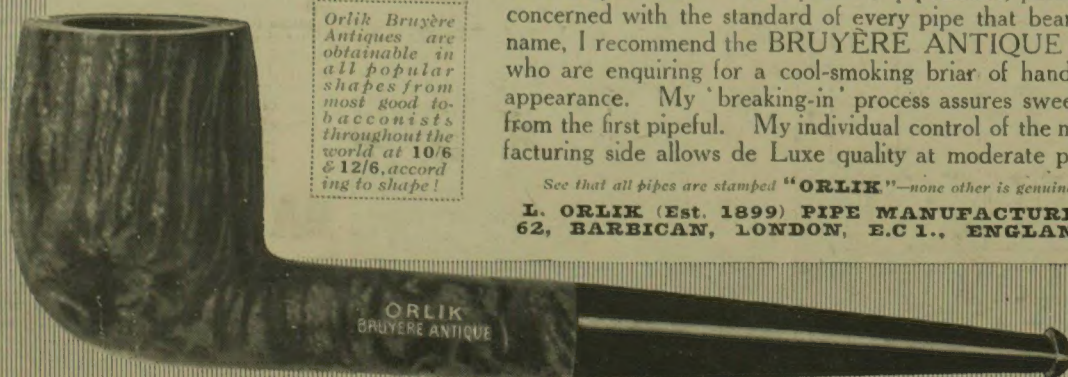 Orlik Bruyère
Antiques are
obtainable in
all popular
shapes from
most good to-
bacconists
throughout the
world at 10/6
& 12/6, accord
ing to shape!
concerned with the standard of every pipe that bear
name, I recommend the BRUYÈRE ANTIQUE
who are enquiring for a cool-smoking briar of hand
appearance. My 'breaking-in' process assures swee
from the first pipeful. My individual control of the m
facturing side allows de Luxe quality at moderate p
See that all pipes are stamped "ORLIK."—none other is genuin
L. ORLIK (Est. 1899) PIPE MANUFACTUR
62, BARBICAN, LONDON, E.C 1., ENGLAN
ORLIK
BRUYERE ANTIQUE